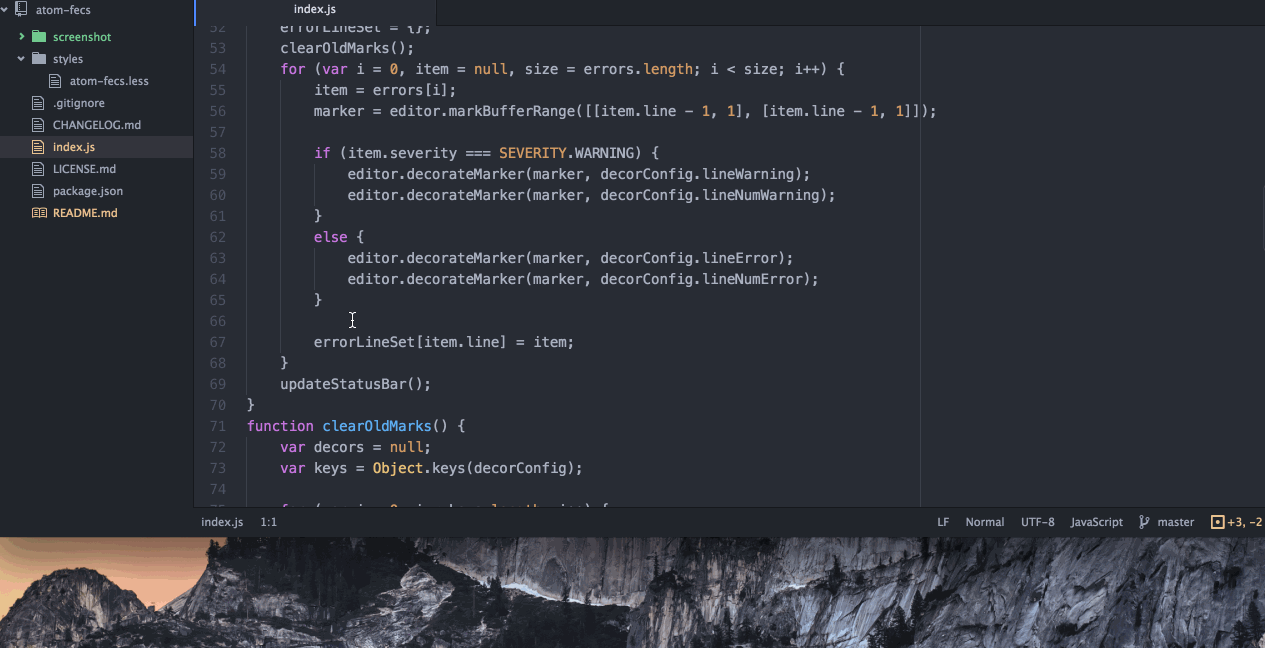 atom-fecs
screenshot
styles
atom-fecs.less
.gitignore
CHANGELOG.md
index.js
LICENSE.md
package.json
README.md
index.js
52 errorLineSet = {};
53 clearOldMarks();
54 for (var i = 0, item = null, size = errors.length; i < size; i++) {
55 item = errors[i];
56 marker = editor.markBufferRange([[item.line - 1, 1], [item.line - 1, 1]]);
57
58 if (item.severity === SEVERITY.WARNING) {
59 editor.decorateMarker(marker, decorConfig.lineWarning);
60 editor.decorateMarker(marker, decorConfig.lineNumWarning);
61 }
62 else {
63 editor.decorateMarker(marker, decorConfig.lineError);
64 editor.decorateMarker(marker, decorConfig.lineNumError);
65 }
66
67 errorLineSet[item.line] = item;
68 }
69 updateStatusBar();
70 }
71 function clearOldMarks() {
72 var decors = null;
73 var keys = Object.keys(decorConfig);
74
index.js 1:1 LF Normal UTF-8 JavaScript master +3, -2